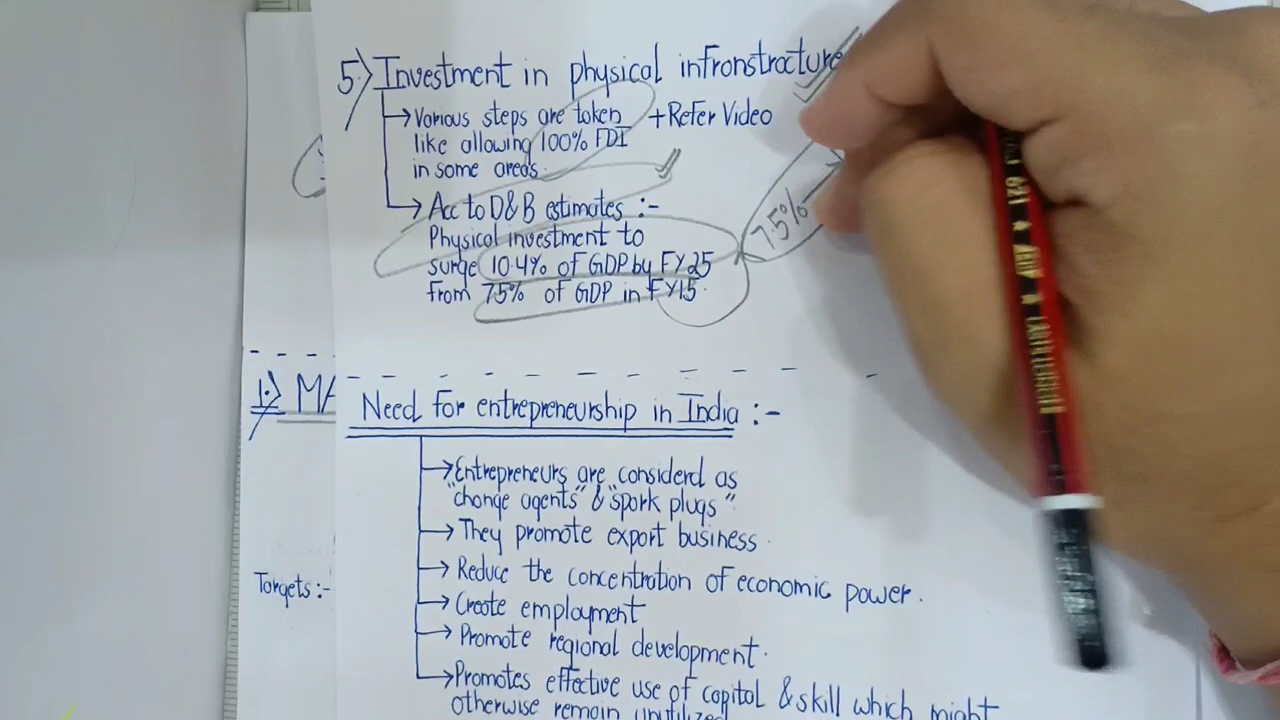 5) Investment in physical infronstructure
→ Various steps are taken + Refer Video
like allowing 100% FDI
in some areas.
→ Acc to D&B estimates :-
Physical investment to
surge 10.4% of GDP by FY25
from 7.5% of GDP in FY15.
7.5%
1.) MA
Need for entrepreneurship in India :-
→ Entrepreneurs are considerd as
"change agents" & "spark plugs"
→ They promote export business.
→ Reduce the concentration of economic power.
Targets :-
→ Create employment
→ Promote regional development.
→ Promotes effective use of capital & skill which might
otherwise remain unutilized